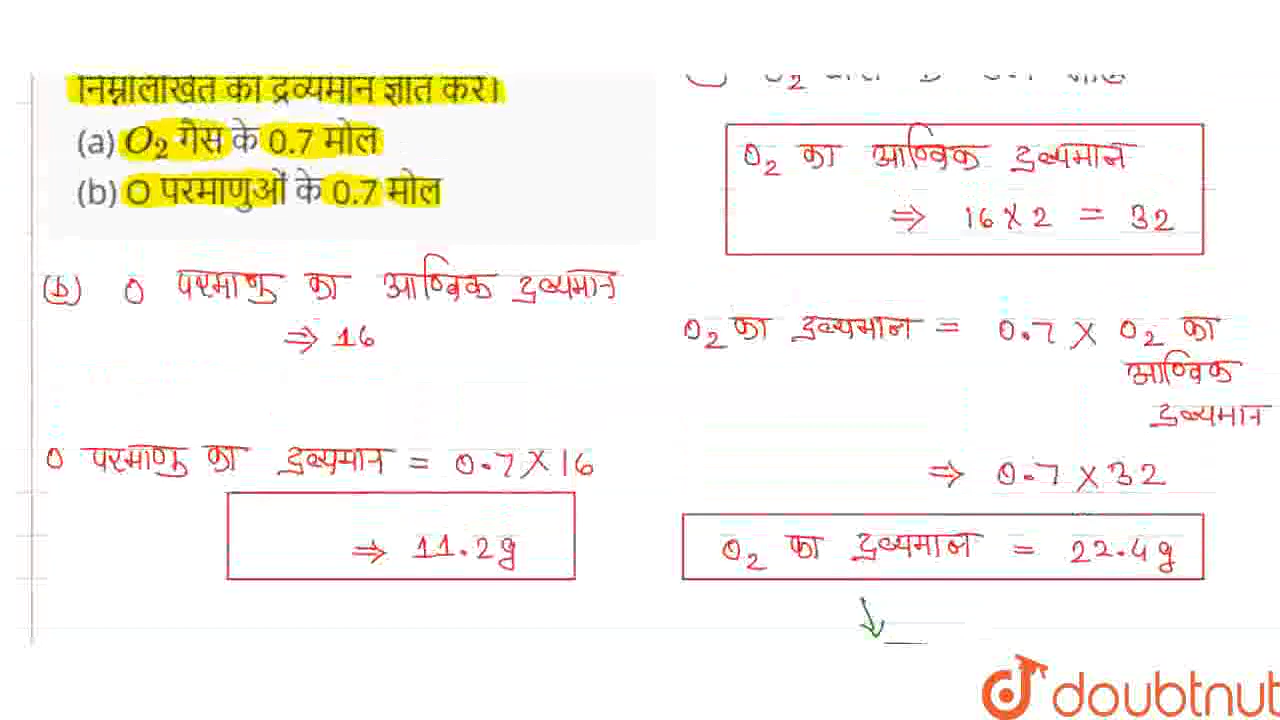 निम्नलिखित का द्रव्यमान ज्ञात करें।
(a) O₂ गैस के 0.7 मोल
(b) O परमाणुओं के 0.7 मोल
(b) O परमाणु का आण्विक द्रव्यमान
⇒ 16
O परमाणु का द्रव्यमान = 0.7 × 16
⇒ 11.2 g
O₂ का आण्विक द्रव्यमान
⇒ 16 × 2 = 32
O₂ का द्रव्यमान = 0.7 × O₂ का
आण्विक
द्रव्यमान
⇒ 0.7 × 32
O₂ का द्रव्यमान = 22.4 g
doubtnut